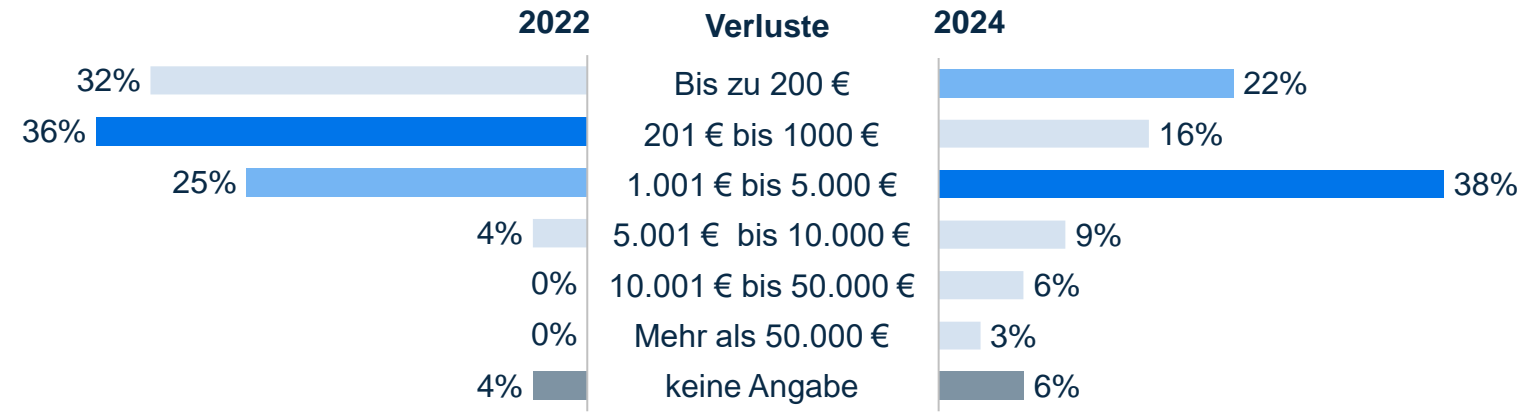 2022 Verluste 2024
32% Bis zu 200 € 22%
36% 201 € bis 1000 € 16%
25% 1.001 € bis 5.000 € 38%
4% 5.001 €  bis 10.000 € 9%
0% 10.001 € bis 50.000 € 6%
0% Mehr als 50.000 € 3%
4% keine Angabe 6%